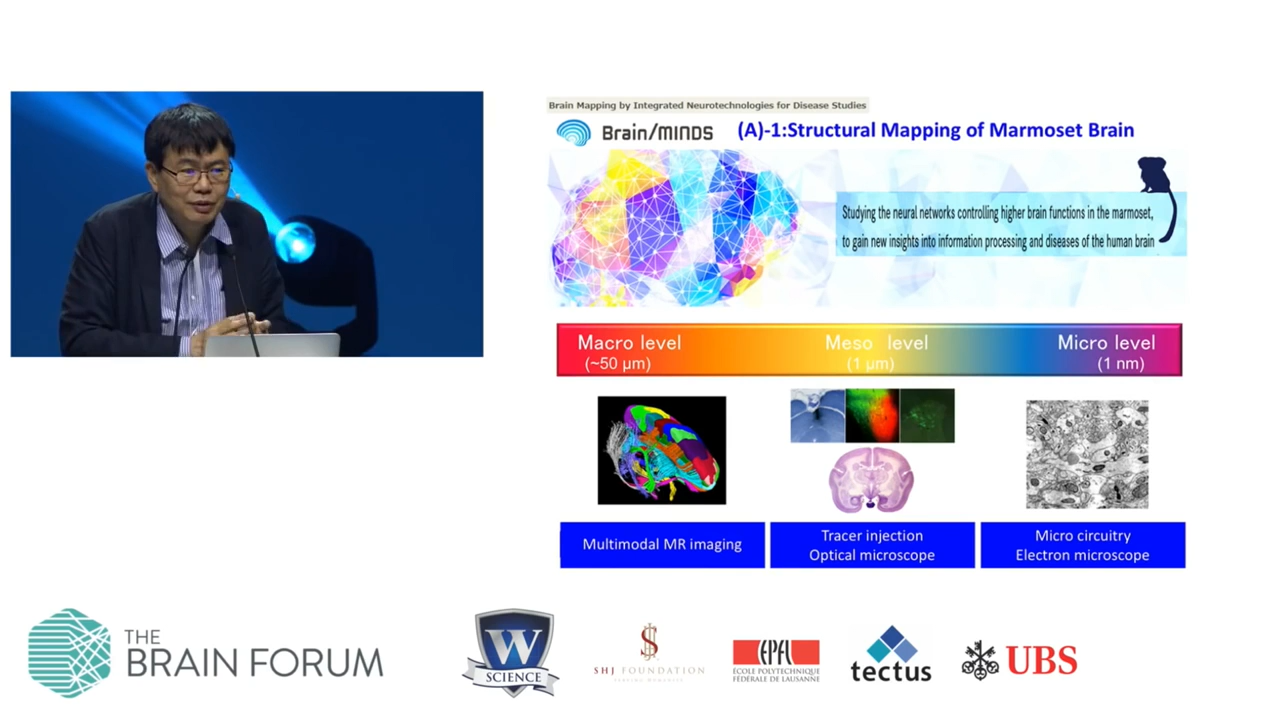 Brain Mapping by Integrated Neurotechnologies for Disease Studies
Brain/MINDS
(A)-1:Structural Mapping of Marmoset Brain
Studying the neural networks controlling higher brain functions in the marmoset,
to gain new insights into information processing and diseases of the human brain
Macro level
(~50 μm)
Meso level
(1 μm)
Micro level
(1 nm)
Multimodal MR imaging
Tracer injection
Optical microscope
Micro circuitry
Electron microscope
THE
BRAIN FORUM
W
SCIENCE
SHJ FOUNDATION
EPFL
ÉCOLE POLYTECHNIQUE
FÉDÉRALE DE LAUSANNE
tectus
UBS